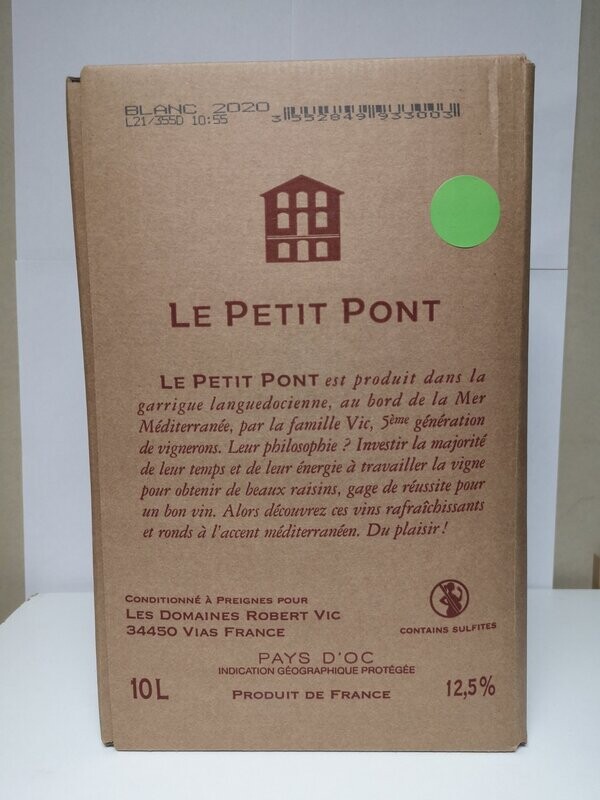 BLANC 2020
L21/355D 10:55
3 552849 933003
LE PETIT PONT
LE PETIT PONT est produit dans la
garrigue languedocienne, au bord de la Mer
Méditerranée, par la famille Vic, 5ème génération
de vignerons. Leur philosophie ? Investir la majorité
de leur temps et de leur énergie à travailler la vigne
pour obtenir de beaux raisins, gage de réussite pour
un bon vin. Alors découvrez ces vins rafraîchissants
et ronds à l'accent méditerranéen. Du plaisir !
CONDITIONNÉ À PREIGNES POUR
LES DOMAINES ROBERT VIC
34450 VIAS FRANCE
CONTAINS SULFITES
PAYS D'OC
INDICATION GÉOGRAPHIQUE PROTÉGÉE
10L
PRODUIT DE FRANCE
12,5%